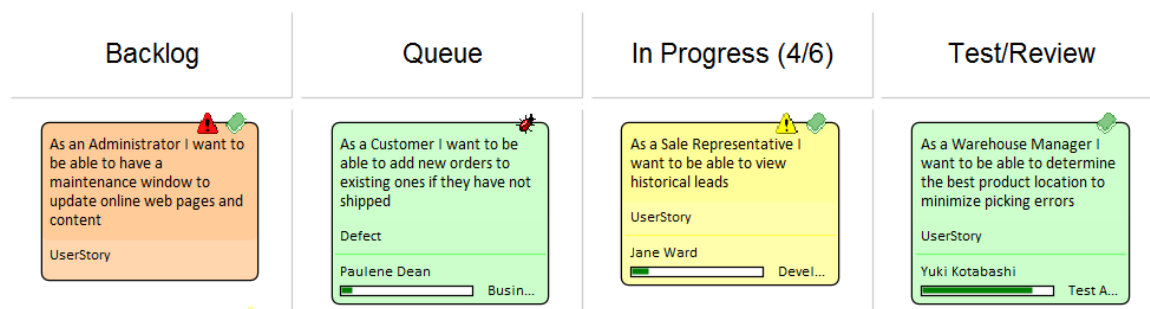 Backlog
Queue
In Progress (4/6)
Test/Review
As an Administrator I want to
be able to have a
maintenance window to
update online web pages and
content
UserStory
As a Customer I want to be
able to add new orders to
existing ones if they have not
shipped
Defect
Paulene Dean
Busin...
As a Sale Representative I
want to be able to view
historical leads
UserStory
Jane Ward
Devel...
As a Warehouse Manager I
want to be able to determine
the best product location to
minimize picking errors
UserStory
Yuki Kotabashi
Test A...